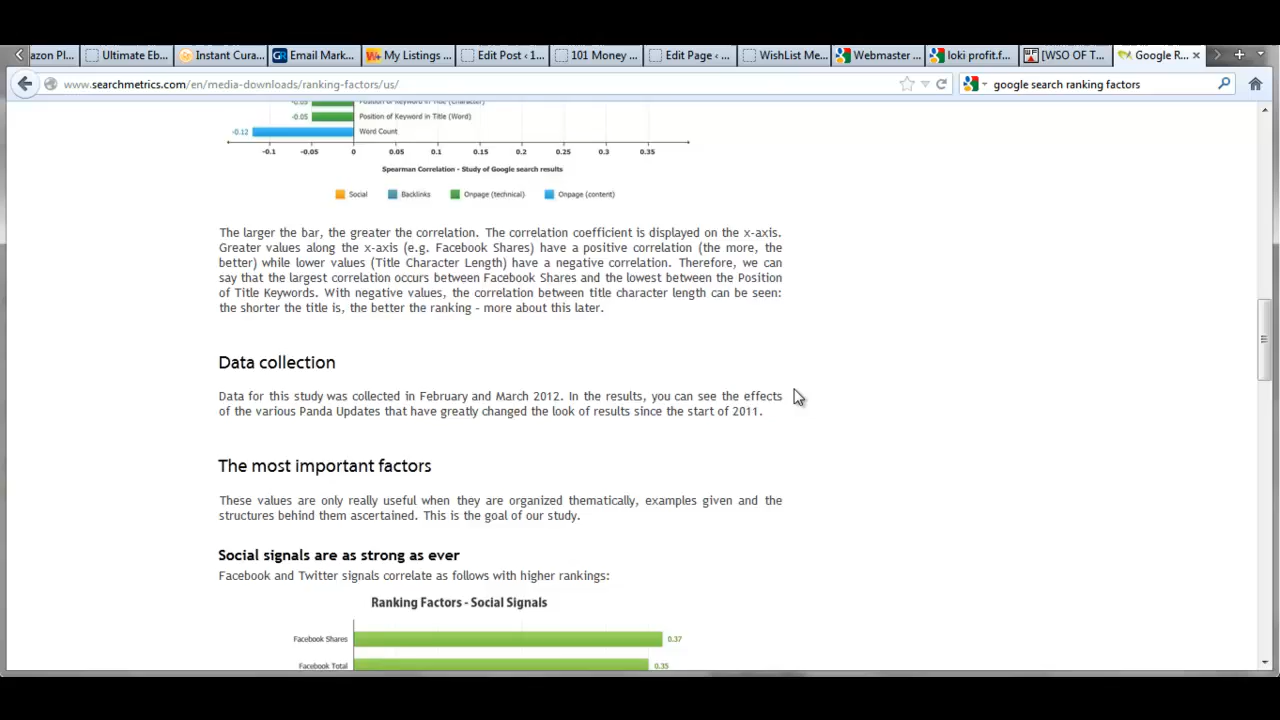 azon Pl...
Ultimate Eb...
Instant Cura...
Email Mark...
My Listings ...
Edit Post ‹ 1...
101 Money ...
Edit Page ‹ ...
WishList Me...
Webmaster ...
loki profit.f...
[WSO OF T...
Google R...
www.searchmetrics.com/en/media-downloads/ranking-factors/us/
google search ranking factors
-0.05 Position of Keyword in Title (Character)
-0.05 Position of Keyword in Title (Word)
-0.12 Word Count
-0.1 -0.05 0 0.05 0.1 0.15 0.2 0.25 0.3 0.35
Spearman Correlation - Study of Google search results
Social Backlinks Onpage (technical) Onpage (content)
The larger the bar, the greater the correlation. The correlation coefficient is displayed on the x-axis.
Greater values along the x-axis (e.g. Facebook Shares) have a positive correlation (the more, the
better) while lower values (Title Character Length) have a negative correlation. Therefore, we can
say that the largest correlation occurs between Facebook Shares and the lowest between the Position
of Title Keywords. With negative values, the correlation between title character length can be seen:
the shorter the title is, the better the ranking - more about this later.
Data collection
Data for this study was collected in February and March 2012. In the results, you can see the effects
of the various Panda Updates that have greatly changed the look of results since the start of 2011.
The most important factors
These values are only really useful when they are organized thematically, examples given and the
structures behind them ascertained. This is the goal of our study.
Social signals are as strong as ever
Facebook and Twitter signals correlate as follows with higher rankings:
Ranking Factors - Social Signals
Facebook Shares 0.37
Facebook Total 0.35